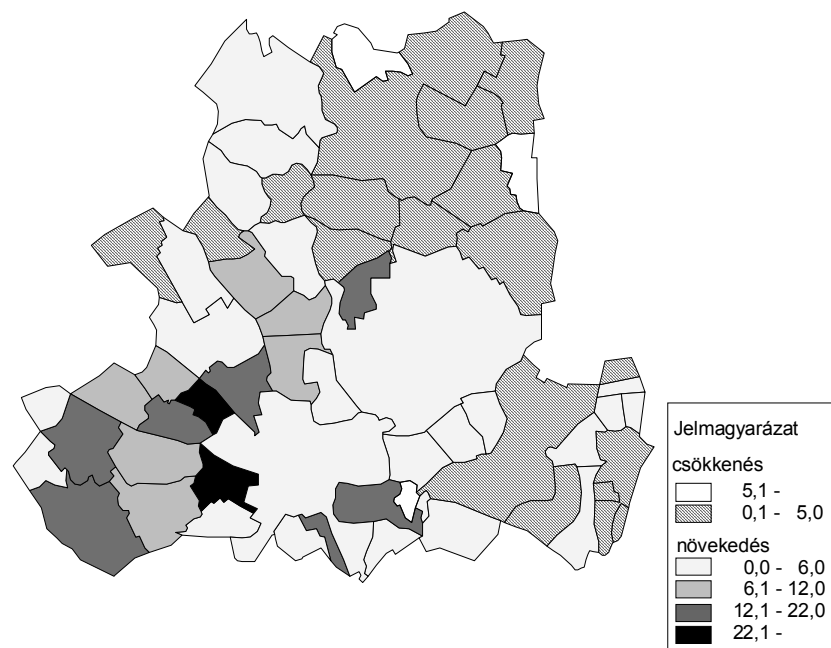 Jelmagyarázat
csökkenés
5,1 -
0,1 - 5,0
növekedés
0,0 - 6,0
6,1 - 12,0
12,1 - 22,0
22,1 -